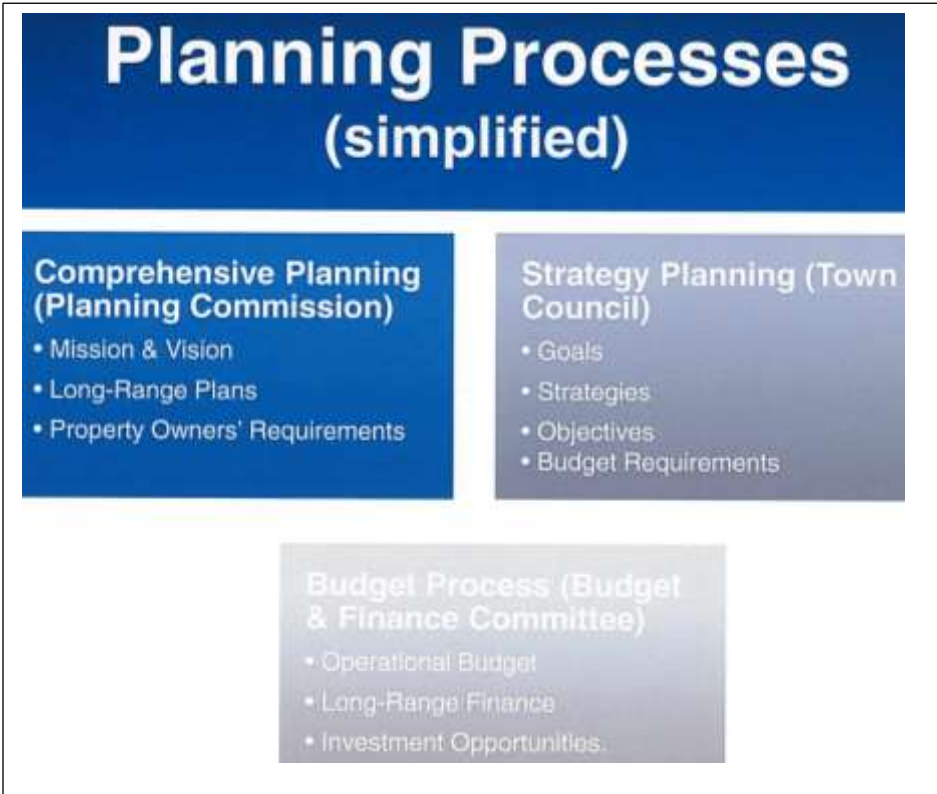 Planning Processes
(simplified)
Comprehensive Planning
(Planning Commission)
• Mission & Vision
• Long-Range Plans
• Property Owners' Requirements
Strategy Planning (Town
Council)
• Goals
• Strategies
• Objectives
• Budget Requirements
Budget Process (Budget
& Finance Committee)
• Operational Budget
• Long-Range Finance
• Investment Opportunities.